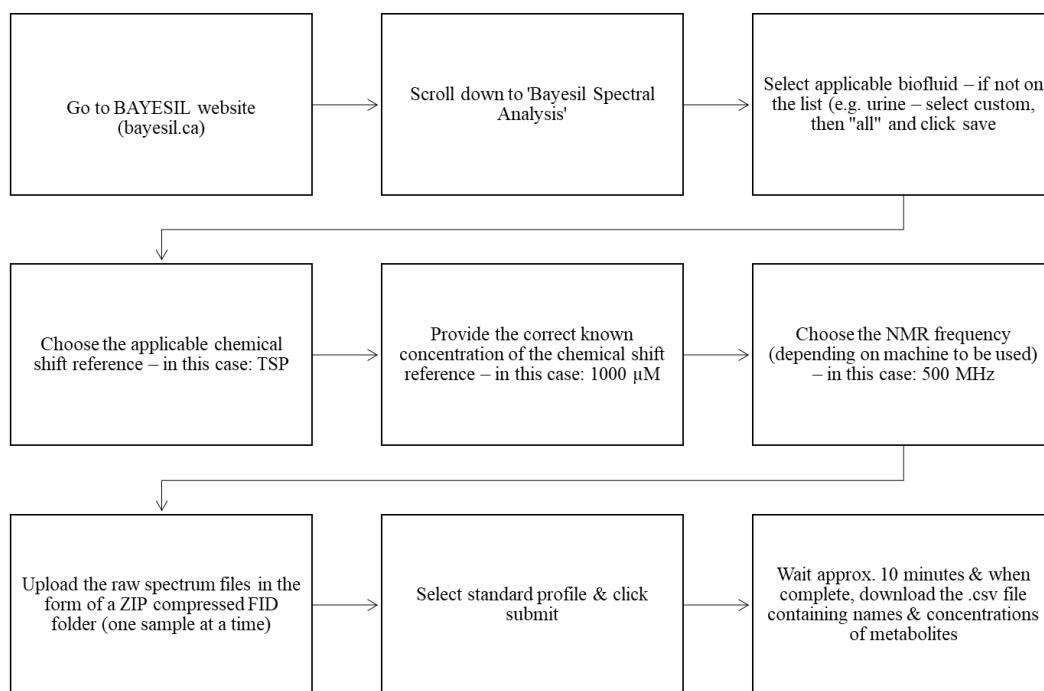 Go to BAYESIL website
(bayesil.ca)
Scroll down to 'Bayesil Spectral
Analysis'
Select applicable biofluid – if not on
the list (e.g. urine – select custom,
then "all" and click save
Choose the applicable chemical
shift reference – in this case: TSP
Provide the correct known
concentration of the chemical shift
reference – in this case: 1000 µM
Choose the NMR frequency
(depending on machine to be used)
– in this case: 500 MHz
Upload the raw spectrum files in the
form of a ZIP compressed FID
folder (one sample at a time)
Select standard profile & click
submit
Wait approx. 10 minutes & when
complete, download the .csv file
containing names & concentrations
of metabolites